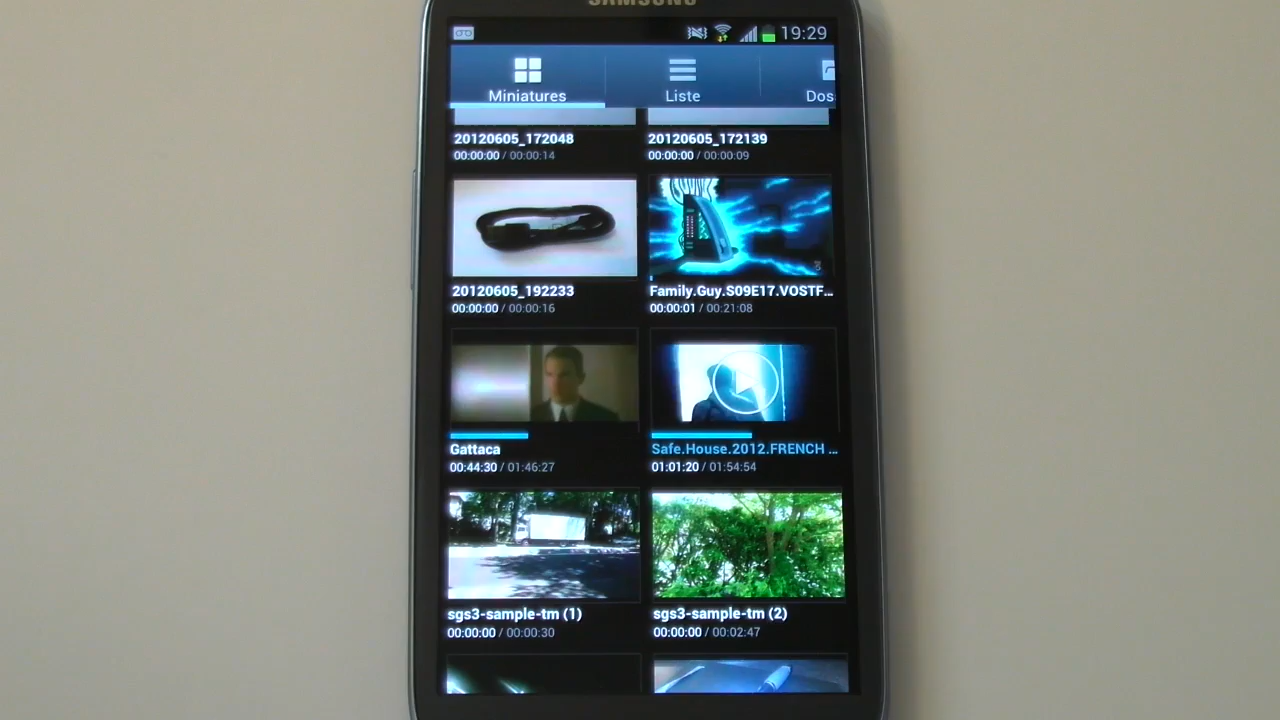 SAMSUNG
19:29
Miniatures
Liste
Dos
20120605_172048
00:00:00 / 00:00:14
20120605_172139
00:00:00 / 00:00:09
20120605_192233
00:00:00 / 00:00:16
Family.Guy.S09E17.VOSTF...
00:00:01 / 00:21:08
Gattaca
00:44:30 / 01:46:27
Safe.House.2012.FRENCH ...
01:01:20 / 01:54:54
sgs3-sample-tm (1)
00:00:00 / 00:00:30
sgs3-sample-tm (2)
00:00:00 / 00:02:47